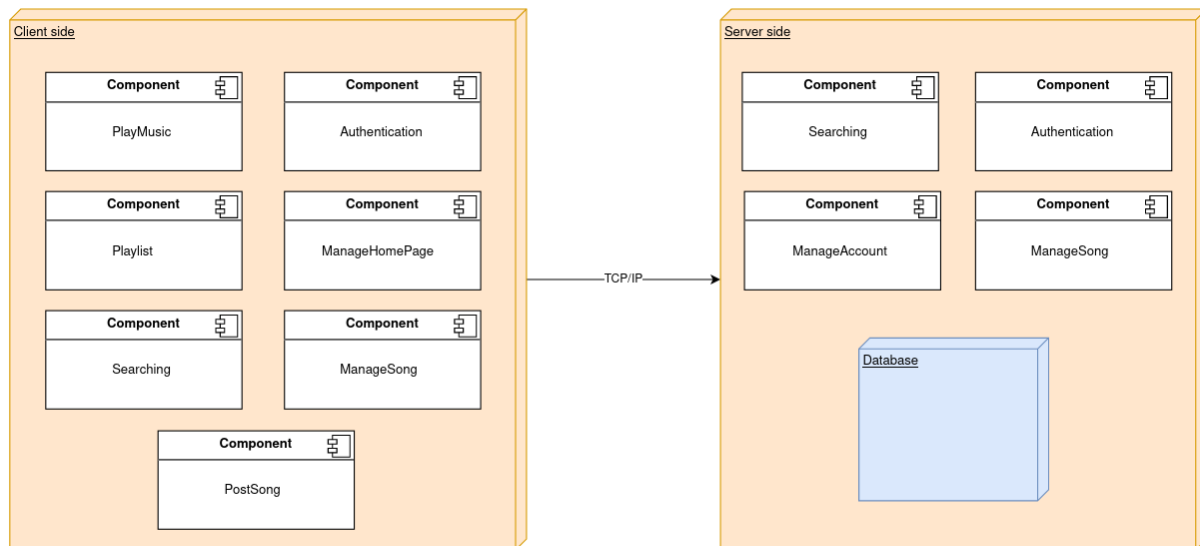 Client side
Component
PlayMusic
Component
Authentication
Component
Playlist
Component
ManageHomePage
Component
Searching
Component
ManageSong
Component
PostSong
TCP/IP
Server side
Component
Searching
Component
Authentication
Component
ManageAccount
Component
ManageSong
Database